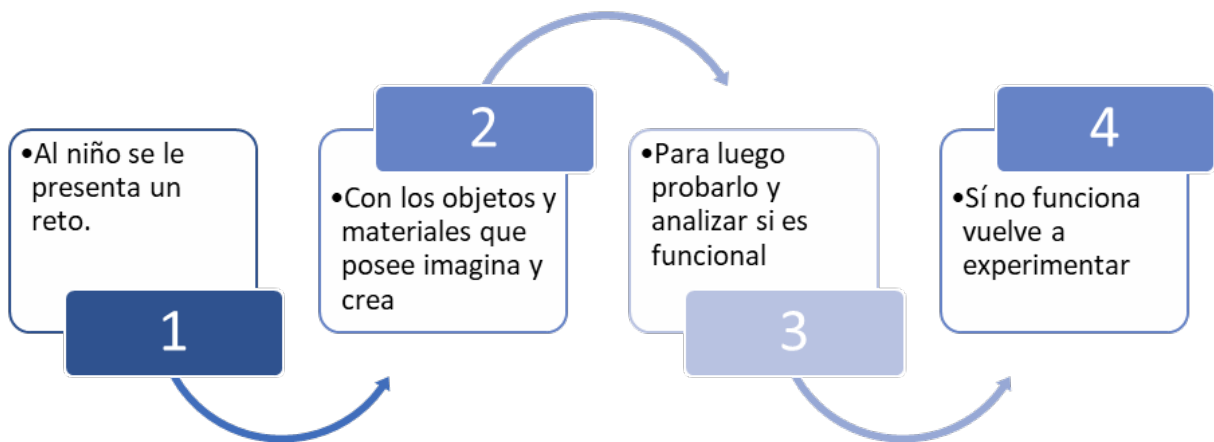 •Al niño se le
presenta un
reto.
1
2
•Con los objetos y
materiales que
posee imagina y
crea
•Para luego
probarlo y
analizar si es
funcional
3
4
•Sí no funciona
vuelve a
experimentar